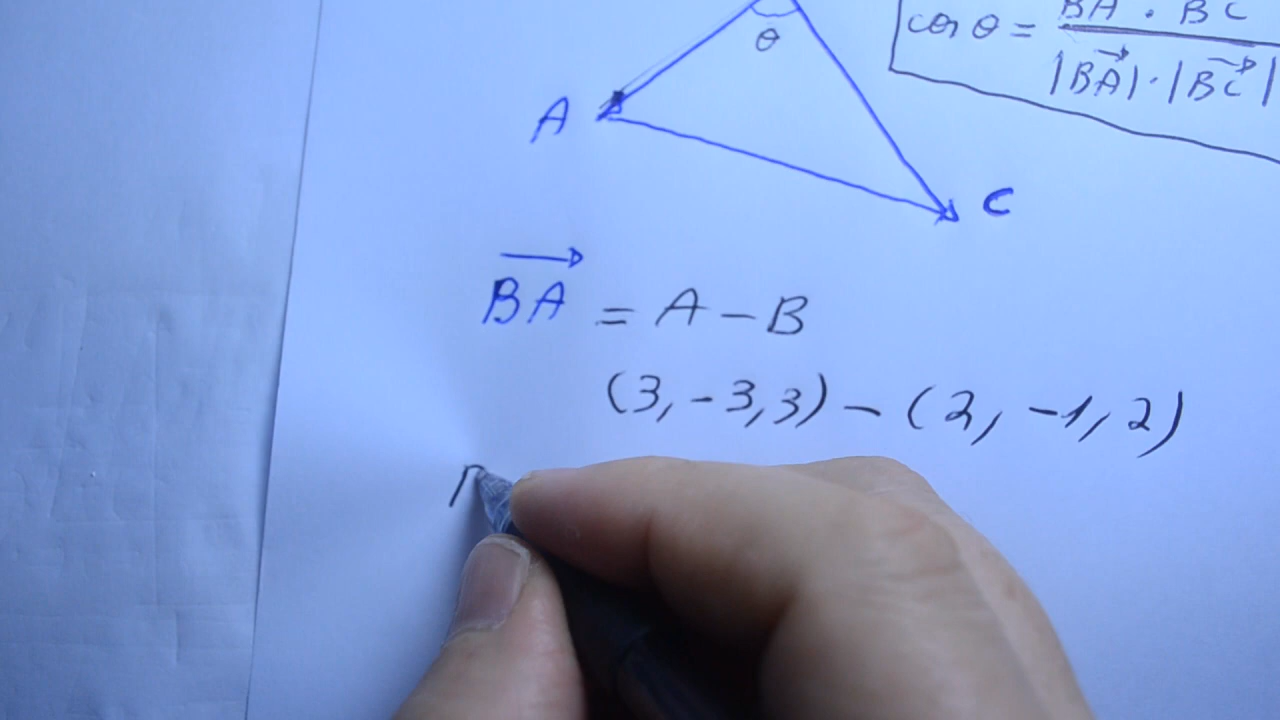 θ
cos θ = BA · BC
|BA| · |BC|
A
C
BA = A - B
(3, -3, 3) - (2, -1, 2)